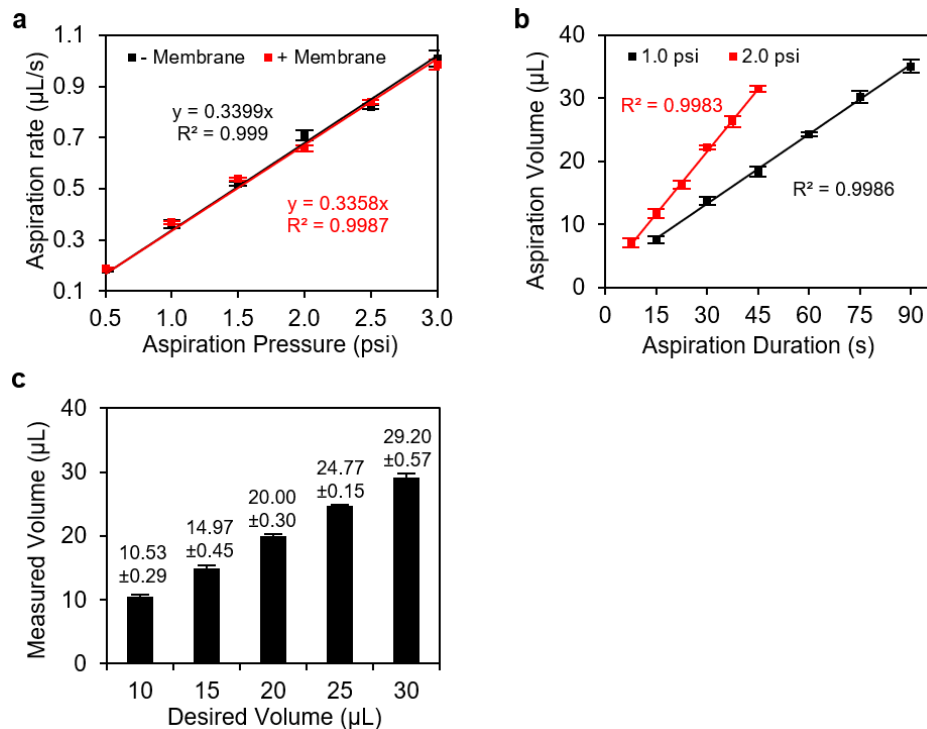 a
Aspiration rate (µL/s)
1.1
0.9
0.7
0.5
0.3
0.1
- Membrane
+ Membrane
y = 0.3399x
R² = 0.999
y = 0.3358x
R² = 0.9987
0.5 1.0 1.5 2.0 2.5 3.0
Aspiration Pressure (psi)
b
Aspiration Volume (µL)
40
30
20
10
0
1.0 psi
2.0 psi
R² = 0.9983
R² = 0.9986
0 15 30 45 60 75 90
Aspiration Duration (s)
c
Measured Volume (µL)
40
30
20
10
0
10.53
±0.29
14.97
±0.45
20.00
±0.30
24.77
±0.15
29.20
±0.57
10 15 20 25 30
Desired Volume (µL)